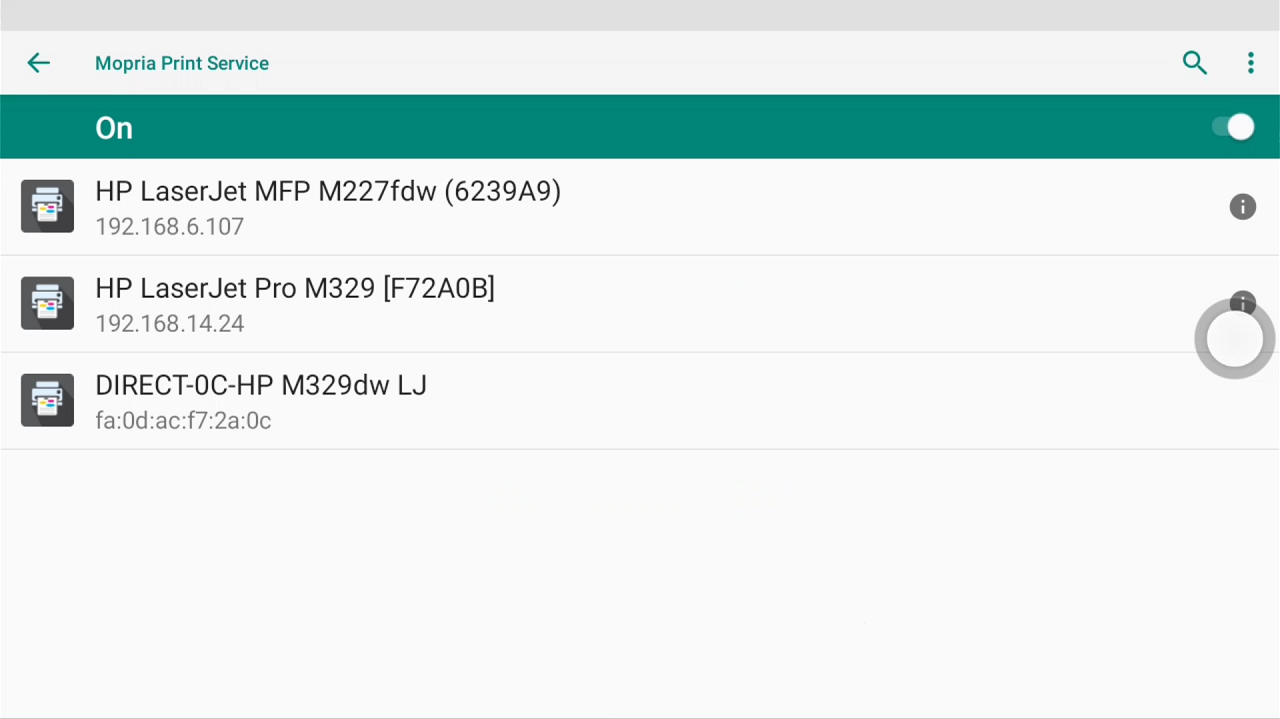 Mopria Print Service
On
HP LaserJet MFP M227fdw (6239A9)
192.168.6.107
HP LaserJet Pro M329 [F72A0B]
192.168.14.24
DIRECT-0C-HP M329dw LJ
fa:0d:ac:f7:2a:0c